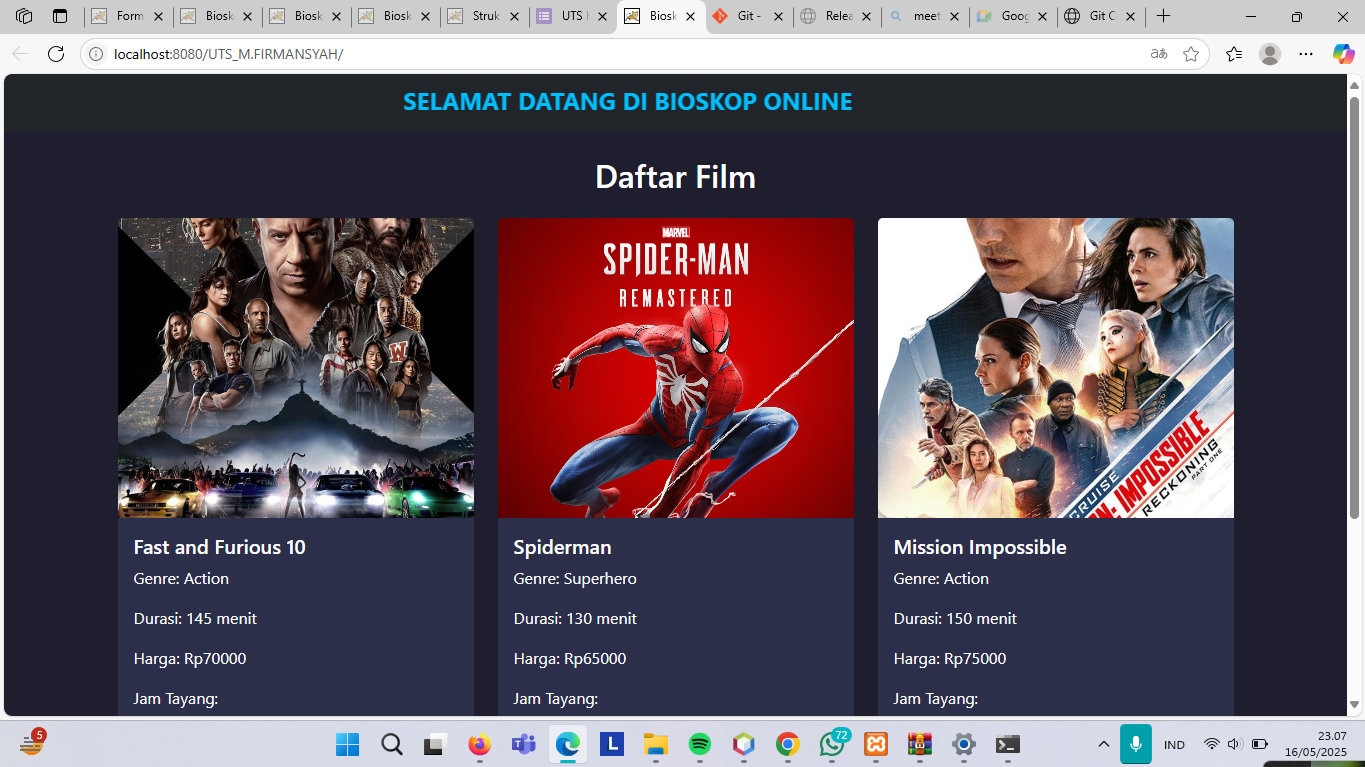 Form
Biosk
Biosk
Biosk
Struk
UTS
Biosk
Git -
Relea
meet
Goog
Git C
localhost:8080/UTS_M.FIRMANSYAH/
SELAMAT DATANG DI BIOSKOP ONLINE
Daftar Film
W
MARVEL
SPIDER-MAN
REMASTERED
CRUISE
IMPOSSIBLE
RECKONING
PART ONE
Fast and Furious 10
Spiderman
Mission Impossible
Genre: Action
Genre: Superhero
Genre: Action
Durasi: 145 menit
Durasi: 130 menit
Durasi: 150 menit
Harga: Rp70000
Harga: Rp65000
Harga: Rp75000
Jam Tayang:
Jam Tayang:
Jam Tayang:
5
L
72
IND
23.07
16/05/2025